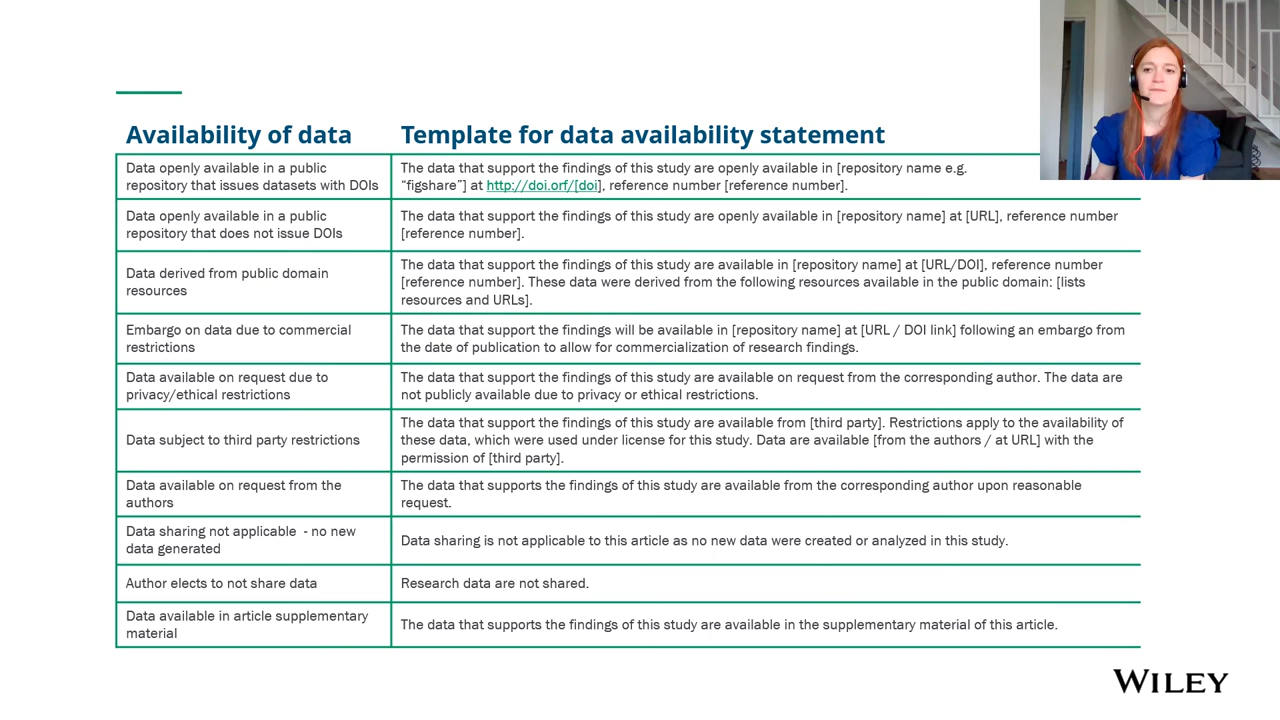 Availability of data
Template for data availability statement
Data openly available in a public
repository that issues datasets with DOIs
The data that support the findings of this study are openly available in [repository name e.g.
“figshare”] at http://doi.orf/[doi], reference number [reference number].
Data openly available in a public
repository that does not issue DOIs
The data that support the findings of this study are openly available in [repository name] at [URL], reference number
[reference number].
Data derived from public domain
resources
The data that support the findings of this study are available in [repository name] at [URL/DOI], reference number
[reference number]. These data were derived from the following resources available in the public domain: [lists
resources and URLs].
Embargo on data due to commercial
restrictions
The data that support the findings will be available in [repository name] at [URL / DOI link] following an embargo from
the date of publication to allow for commercialization of research findings.
Data available on request due to
privacy/ethical restrictions
The data that support the findings of this study are available on request from the corresponding author. The data are
not publicly available due to privacy or ethical restrictions.
Data subject to third party restrictions
The data that support the findings of this study are available from [third party]. Restrictions apply to the availability of
these data, which were used under license for this study. Data are available [from the authors / at URL] with the
permission of [third party].
Data available on request from the
authors
The data that supports the findings of this study are available from the corresponding author upon reasonable
request.
Data sharing not applicable  - no new
data generated
Data sharing is not applicable to this article as no new data were created or analyzed in this study.
Author elects to not share data
Research data are not shared.
Data available in article supplementary
material
The data that supports the findings of this study are available in the supplementary material of this article.
WILEY